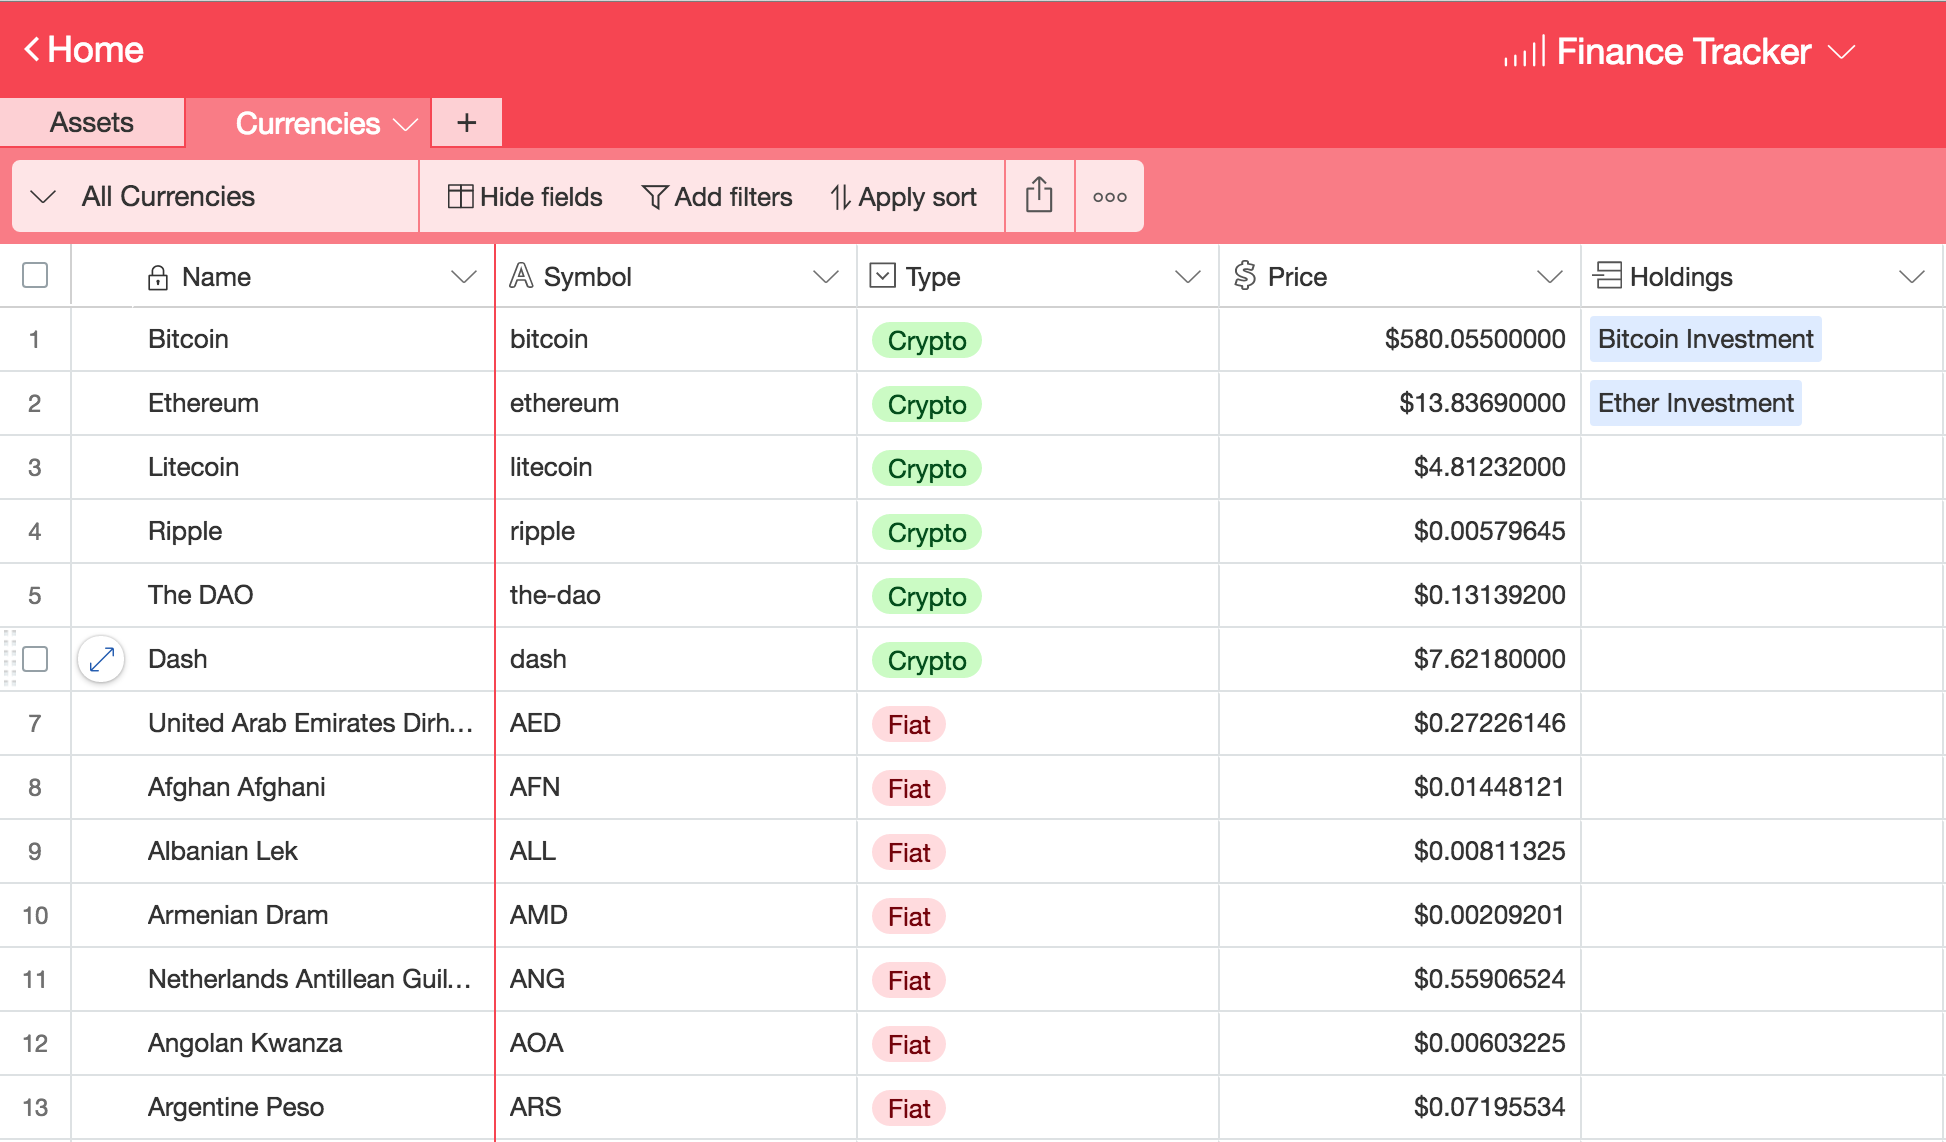 Home
Finance Tracker
Assets Currencies +
All Currencies Hide fields Add filters Apply sort
Name Symbol Type Price Holdings
1 Bitcoin bitcoin Crypto $580.05500000 Bitcoin Investment
2 Ethereum ethereum Crypto $13.83690000 Ether Investment
3 Litecoin litecoin Crypto $4.81232000
4 Ripple ripple Crypto $0.00579645
5 The DAO the-dao Crypto $0.13139200
Dash dash Crypto $7.62180000
7 United Arab Emirates Dirh... AED Fiat $0.27226146
8 Afghan Afghani AFN Fiat $0.01448121
9 Albanian Lek ALL Fiat $0.00811325
10 Armenian Dram AMD Fiat $0.00209201
11 Netherlands Antillean Guil... ANG Fiat $0.55906524
12 Angolan Kwanza AOA Fiat $0.00603225
13 Argentine Peso ARS Fiat $0.07195534